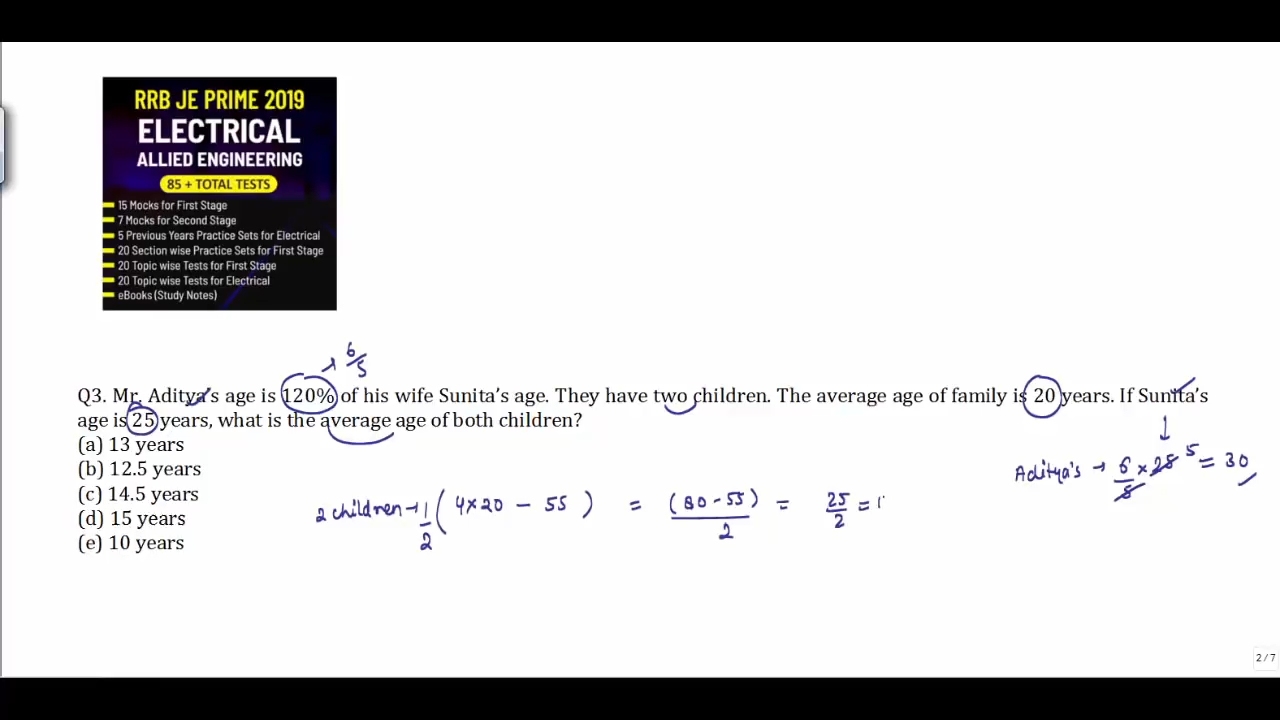 RRB JE PRIME 2019
ELECTRICAL
ALLIED ENGINEERING
85 + TOTAL TESTS
15 Mocks for First Stage
7 Mocks for Second Stage
5 Previous Years Practice Sets for Electrical
20 Section wise Practice Sets for First Stage
20 Topic wise Tests for First Stage
20 Topic wise Tests for Electrical
eBooks (Study Notes)
→ 6/5
Q3. Mr. Aditya's age is 120% of his wife Sunita's age. They have two children. The average age of family is 20 years. If Sunita's
age is 25 years, what is the average age of both children?
(a) 13 years
(b) 12.5 years
(c) 14.5 years
(d) 15 years
(e) 10 years
Aditya's → 6/5 × 25 5 = 30
2 children → 1/2 ( 4×20 - 55 ) = (80-55)/2 = 25/2 = 1
2/7